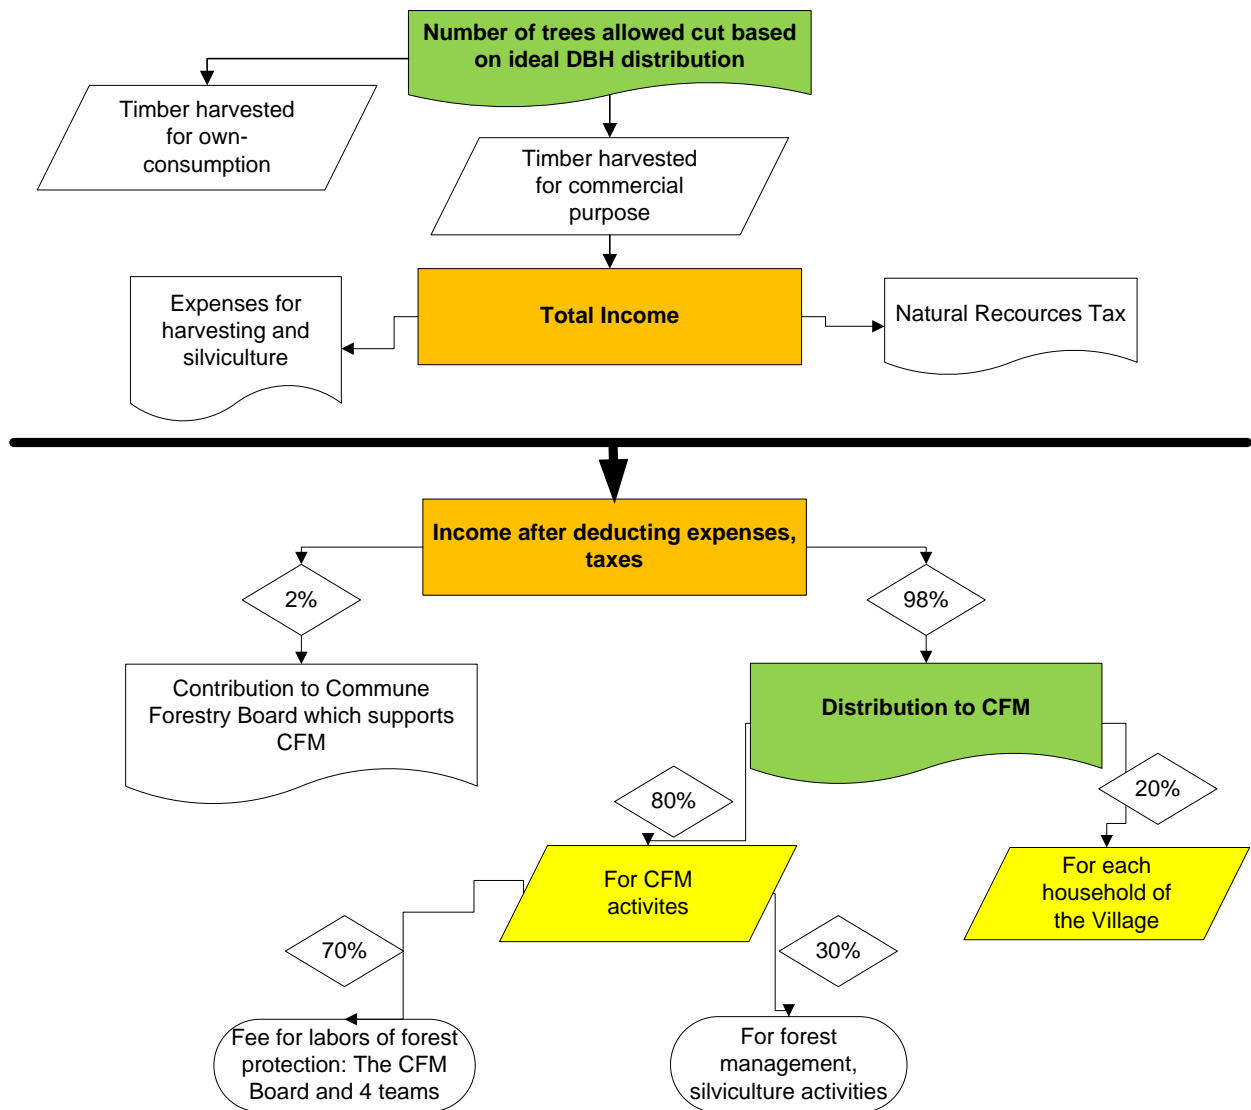 Number of trees allowed cut based
on ideal DBH distribution
Timber harvested
for own-
consumption
Timber harvested
for commercial
purpose
Expenses for
harvesting and
silviculture
Total Income
Natural Recources Tax
Income after deducting expenses,
taxes
2%
98%
Contribution to Commune
Forestry Board which supports
CFM
Distribution to CFM
80%
20%
For CFM
activites
For each
household of
the Village
70%
30%
Fee for labors of forest
protection: The CFM
Board and 4 teams
For forest
management,
silviculture activities